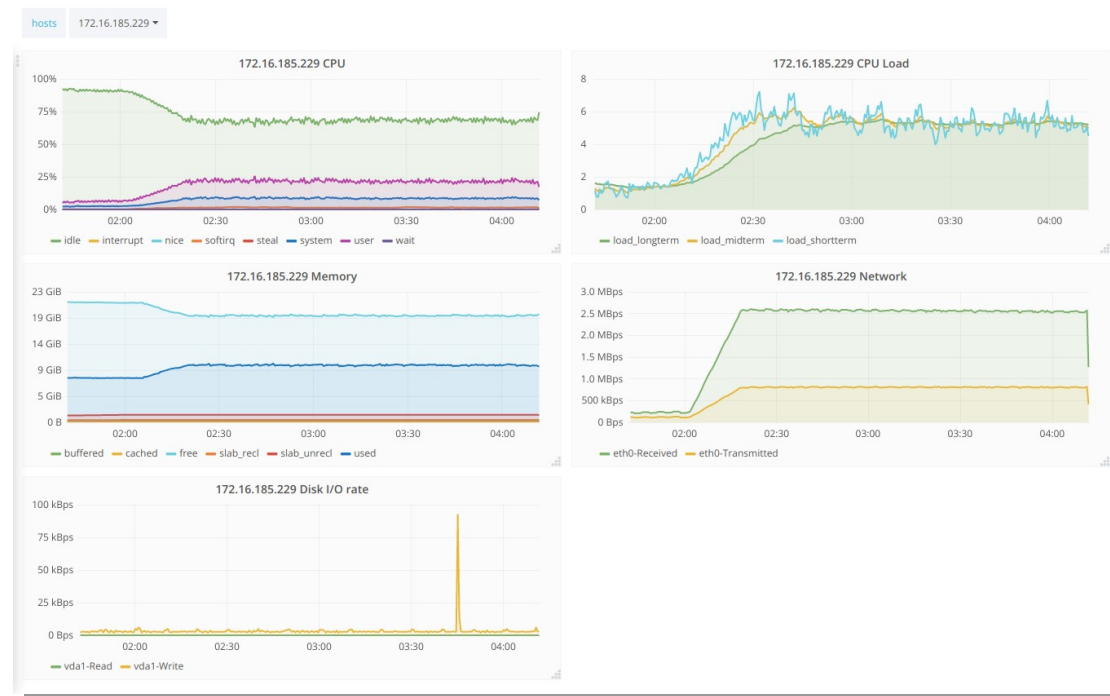 hosts 172.16.185.229
172.16.185.229 CPU
100%
75%
50%
25%
0%
02:00 02:30 03:00 03:30 04:00
idle interrupt nice softirq steal system user wait
172.16.185.229 CPU Load
8
6
4
2
0
02:00 02:30 03:00 03:30 04:00
load_longterm load_midterm load_shortterm
172.16.185.229 Memory
23 GiB
19 GiB
14 GiB
9 GiB
5 GiB
0 B
02:00 02:30 03:00 03:30 04:00
buffered cached free slab_recl slab_unrecl used
172.16.185.229 Network
3.0 MBps
2.5 MBps
2.0 MBps
1.5 MBps
1.0 MBps
500 kBps
0 Bps
02:00 02:30 03:00 03:30 04:00
eth0-Received eth0-Transmitted
172.16.185.229 Disk I/O rate
100 kBps
75 kBps
50 kBps
25 kBps
0 Bps
02:00 02:30 03:00 03:30 04:00
vda1-Read vda1-Write